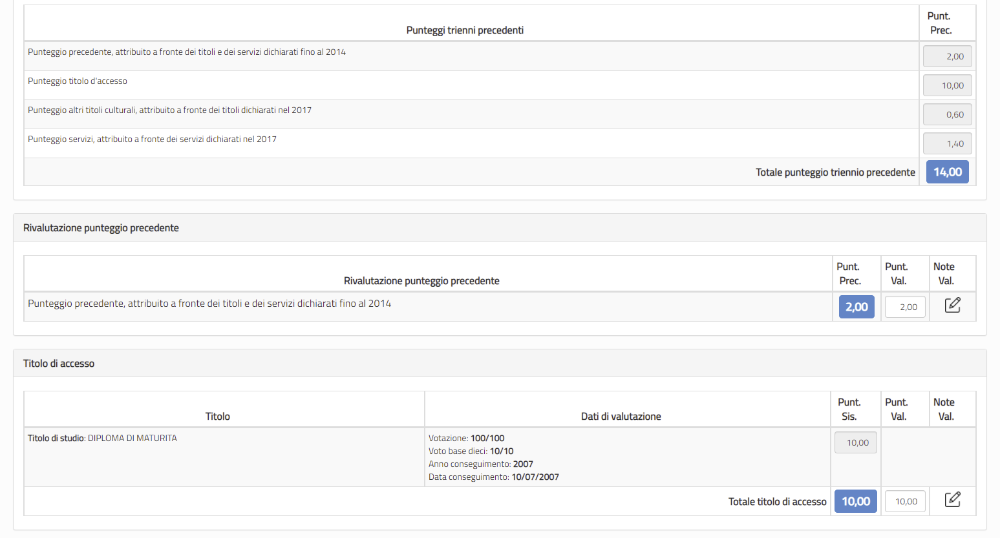 Punteggi trienni precedenti
Punt.
Prec.
Punteggio precedente, attribuito a fronte dei titoli e dei servizi dichiarati fino al 2014
2,00
Punteggio titolo d'accesso
10,00
Punteggio altri titoli culturali, attribuito a fronte dei titoli dichiarati nel 2017
0,60
Punteggio servizi, attribuito a fronte dei servizi dichiarati nel 2017
1,40
Totale punteggio triennio precedente
14,00
Rivalutazione punteggio precedente
Rivalutazione punteggio precedente
Punt.
Prec.
Punt.
Val.
Note
Val.
Punteggio precedente, attribuito a fronte dei titoli e dei servizi dichiarati fino al 2014
2,00
2,00
Titolo di accesso
Titolo
Dati di valutazione
Punt.
Sis.
Punt.
Val.
Note
Val.
Titolo di studio: DIPLOMA DI MATURITA
Votazione: 100/100
Voto base dieci: 10/10
Anno conseguimento: 2007
Data conseguimento: 10/07/2007
10,00
Totale titolo di accesso
10,00
10,00